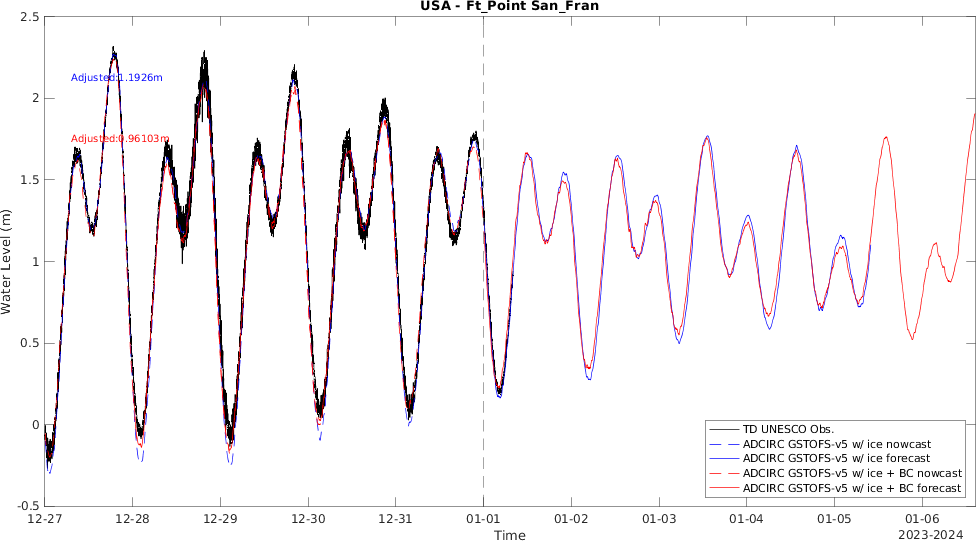 USA - Ft_Point San_Fran
Water Level (m)
2.5
2
1.5
1
0.5
0
-0.5
Adjusted:1.1926m
Adjusted:0.96103m
TD UNESCO Obs.
ADCIRC GSTOFS-v5 w/ ice nowcast
ADCIRC GSTOFS-v5 w/ ice forecast
ADCIRC GSTOFS-v5 w/ ice + BC nowcast
ADCIRC GSTOFS-v5 w/ ice + BC forecast
12-27 12-28 12-29 12-30 12-31 01-01 01-02 01-03 01-04 01-05 01-06
Time
2023-2024